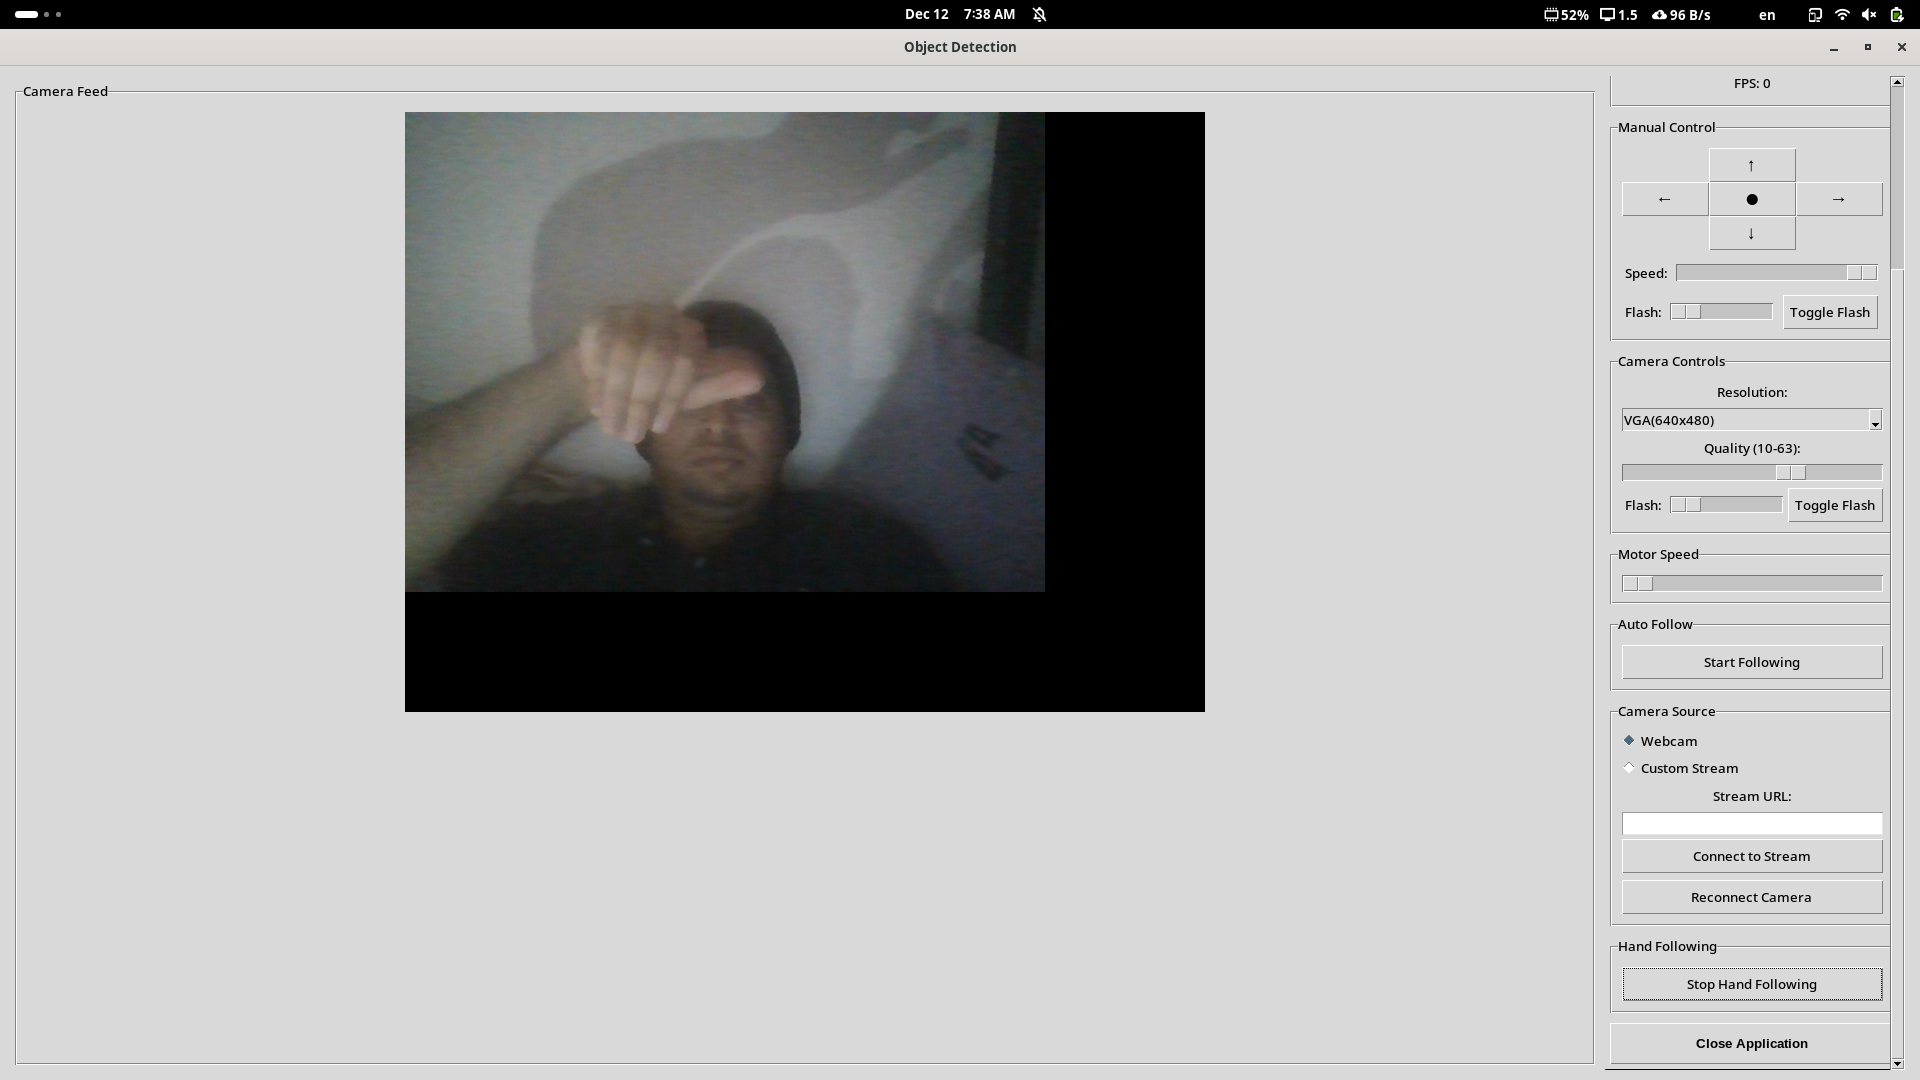 Dec 12 7:38 AM
52% 1.5 96 B/s en
Object Detection
Camera Feed
FPS: 0
Manual Control
↑
← ● →
↓
Speed:
Flash: Toggle Flash
Camera Controls
Resolution:
VGA(640x480)
Quality (10-63):
Flash: Toggle Flash
Motor Speed
Auto Follow
Start Following
Camera Source
Webcam
Custom Stream
Stream URL:
Connect to Stream
Reconnect Camera
Hand Following
Stop Hand Following
Close Application